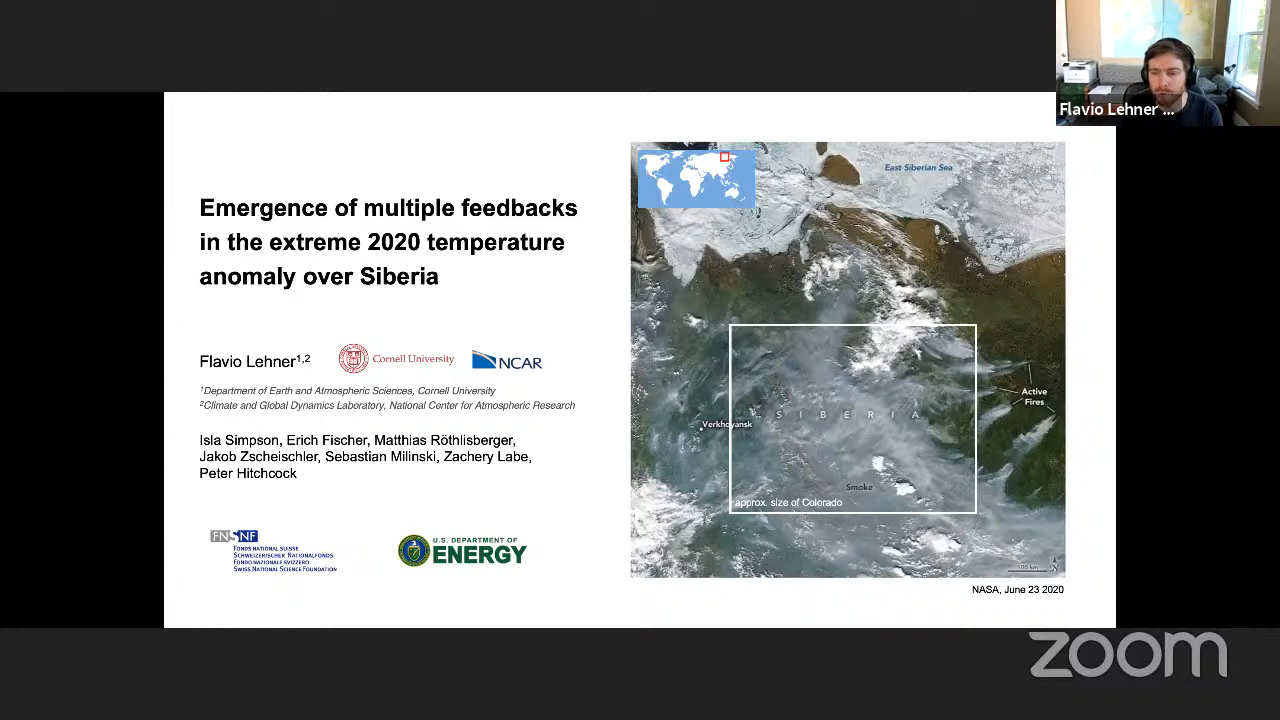 Flavio Lehner ...
Emergence of multiple feedbacks
in the extreme 2020 temperature
anomaly over Siberia
Flavio Lehner1,2
Cornell University
NCAR
1Department of Earth and Atmospheric Sciences, Cornell University
2Climate and Global Dynamics Laboratory, National Center for Atmospheric Research
Isla Simpson, Erich Fischer, Matthias Röthlisberger,
Jakob Zscheischler, Sebastian Milinski, Zachery Labe,
Peter Hitchcock
FNSNF
FONDS NATIONAL SUISSE
SCHWEIZERISCHER NATIONALFONDS
FONDO NAZIONALE SVIZZERO
SWISS NATIONAL SCIENCE FOUNDATION
U.S. DEPARTMENT OF
ENERGY
East Siberian Sea
Active
Fires
SIBERIA
Verkhoyansk
Smoke
approx. size of Colorado
100 km
N
NASA, June 23 2020
zoom